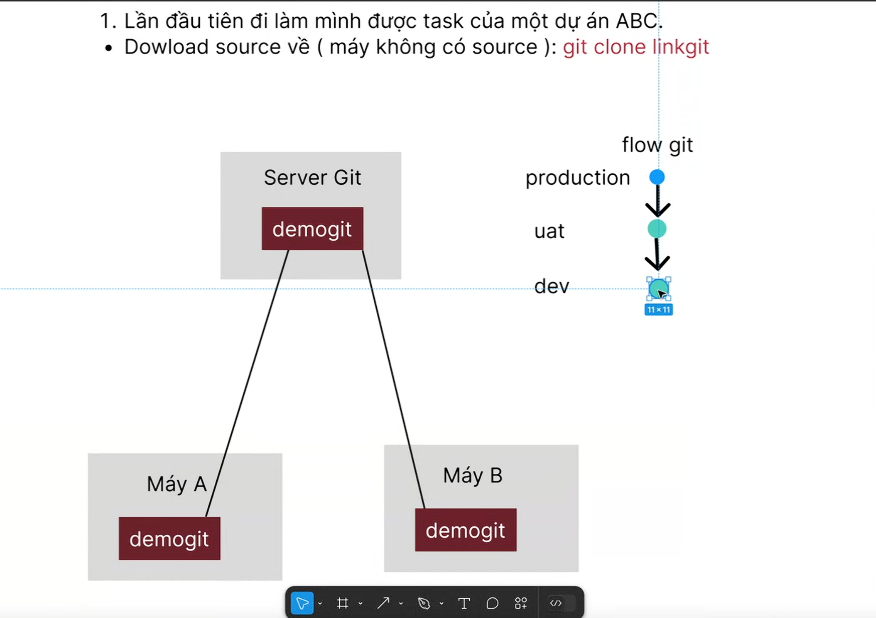 1. Lần đầu tiên đi làm mình được task của một dự án ABC.
• Dowload source về ( máy không có source ): git clone linkgit
flow git
Server Git
production
demogit
uat
dev
11 × 11
Máy A
Máy B
demogit
demogit